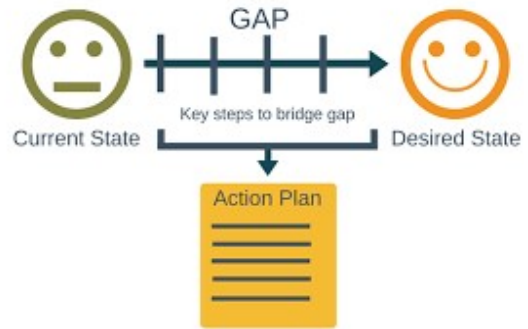 GAP
Key steps to bridge gap
Current State
Desired State
Action Plan